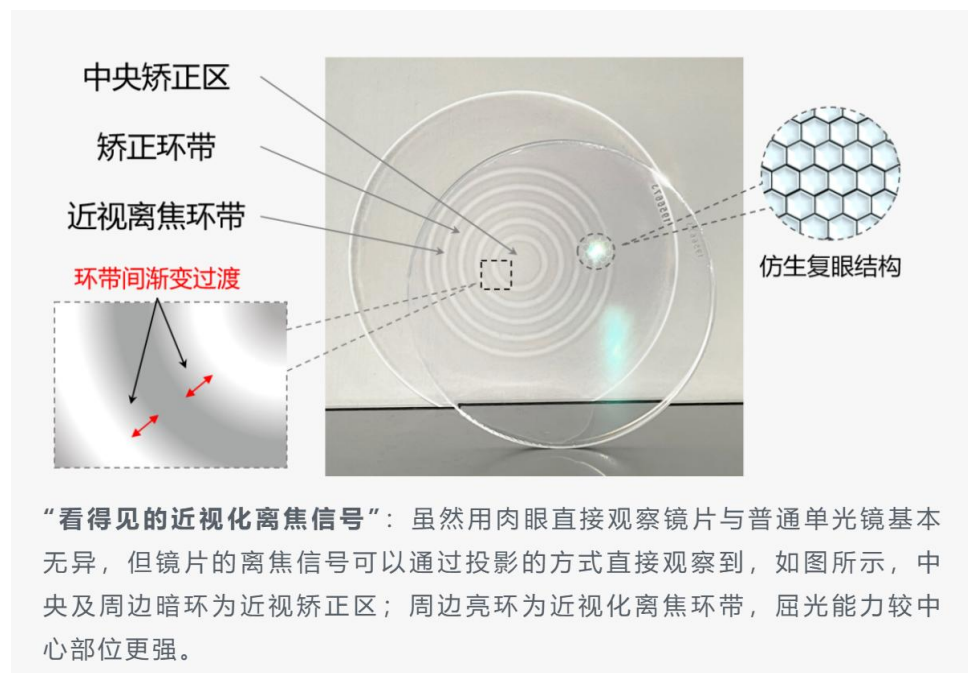 中央矫正区
矫正环带
近视离焦环带
环带间渐变过渡
仿生复眼结构
“看得见的近视化离焦信号”：虽然用肉眼直接观察镜片与普通单光镜基本
无异，但镜片的离焦信号可以通过投影的方式直接观察到，如图所示，中
央及周边暗环为近视矫正区；周边亮环为近视化离焦环带，屈光能力较中
心部位更强。